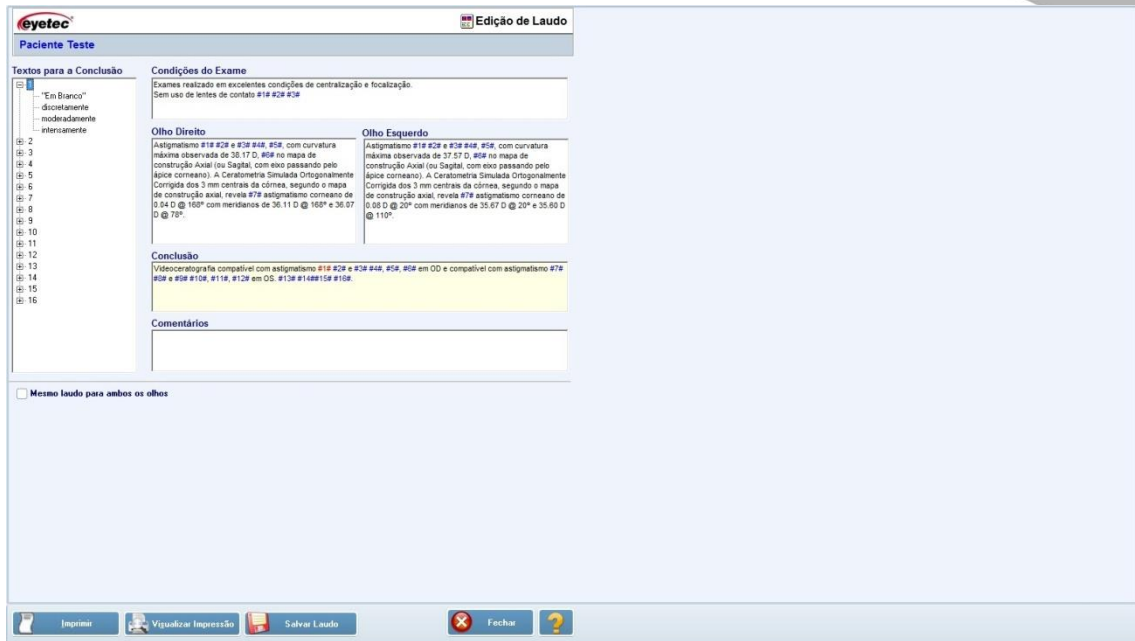 eyetec
Edição de Laudo
Paciente Teste
Textos para a Conclusão
1
"Em Branco"
discretamente
moderadamente
intensamente
2
3
4
5
6
7
8
9
10
11
12
13
14
15
16
Condições do Exame
Exames realizado em excelentes condições de centralização e focalização.
Sem uso de lentes de contato #1# #2# #3#
Olho Direito
Astigmatismo #1# #2# e #3# #4#, #5#, com curvatura
máxima observada de 38.17 D, #6# no mapa de
construção Axial (ou Sagital, com eixo passando pelo
ápice corneano). A Ceratometria Simulada Ortogonalmente
Corrigida dos 3 mm centrais da córnea, segundo o mapa
de construção axial, revela #7# astigmatismo corneano de
0.04 D @ 168º com meridianos de 36.11 D @ 168º e 36.07
D @ 78º.
Olho Esquerdo
Astigmatismo #1# #2# e #3# #4#, #5#, com curvatura
máxima observada de 37.57 D, #6# no mapa de
construção Axial (ou Sagital, com eixo passando pelo
ápice corneano). A Ceratometria Simulada Ortogonalmente
Corrigida dos 3 mm centrais da córnea, segundo o mapa
de construção axial, revela #7# astigmatismo corneano de
0.08 D @ 20º com meridianos de 35.67 D @ 20º e 35.60 D
@ 110º.
Conclusão
Videoceratografia compatível com astigmatismo #1# #2# e #3# #4#, #5#, #6# em OD e compatível com astigmatismo #7#
#8# e #9# #10#, #11#, #12# em OS. #13# #14##15# #16#.
Comentários
Mesmo laudo para ambos os olhos
Imprimir
Visualizar Impressão
Salvar Laudo
Fechar
?